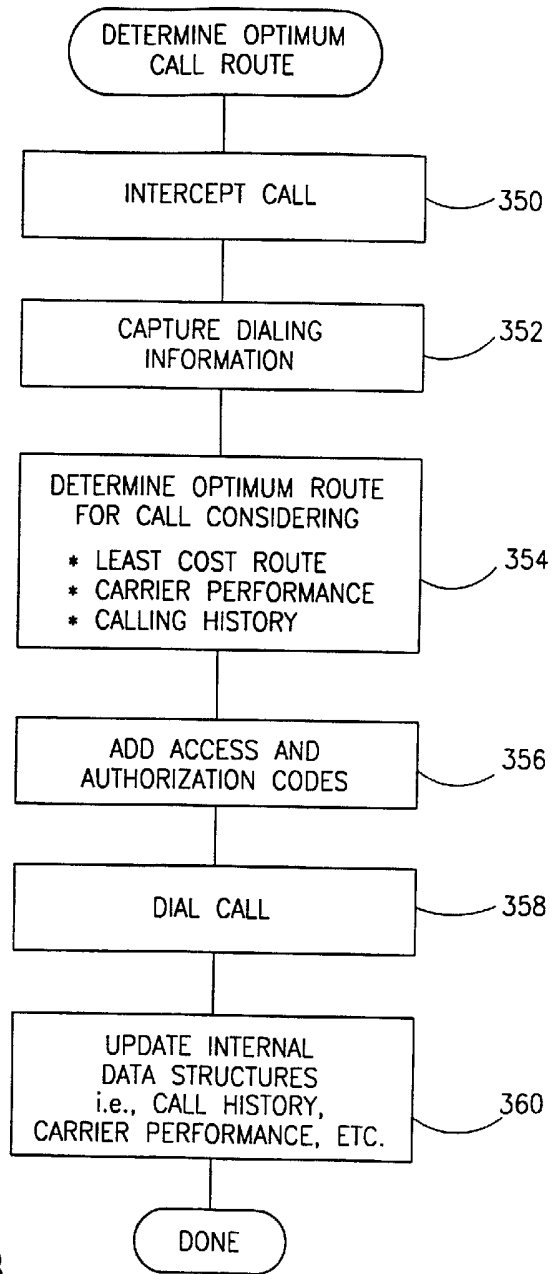 DETERMINE OPTIMUM
CALL ROUTE
INTERCEPT CALL
350
CAPTURE DIALING
INFORMATION
352
DETERMINE OPTIMUM ROUTE
FOR CALL CONSIDERING
* LEAST COST ROUTE
* CARRIER PERFORMANCE
* CALLING HISTORY
354
ADD ACCESS AND
AUTHORIZATION CODES
356
DIAL CALL
358
UPDATE INTERNAL
DATA STRUCTURES
i.e., CALL HISTORY,
CARRIER PERFORMANCE, ETC.
360
DONE